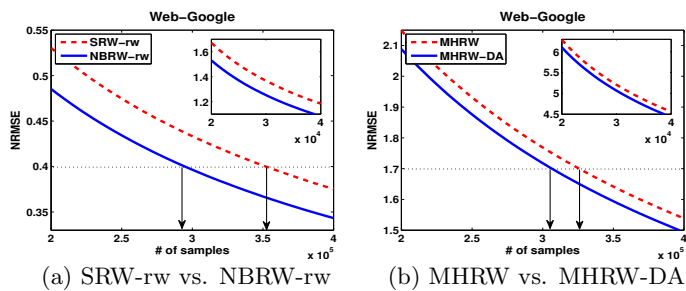 Web-Google
0.55
0.5
0.45
0.4
0.35
NRMSE
SRW-rw
NBRW-rw
1.6
1.4
1.2
2 3 4
x 10^4
2 2.5 3 3.5 4
# of samples
x 10^5
(a) SRW-rw vs. NBRW-rw
Web-Google
2.1
2
1.9
1.8
1.7
1.6
1.5
NRMSE
MHRW
MHRW-DA
6
5.5
5
4.5
2 3 4
x 10^4
2 2.5 3 3.5 4
# of samples
x 10^5
(b) MHRW vs. MHRW-DA